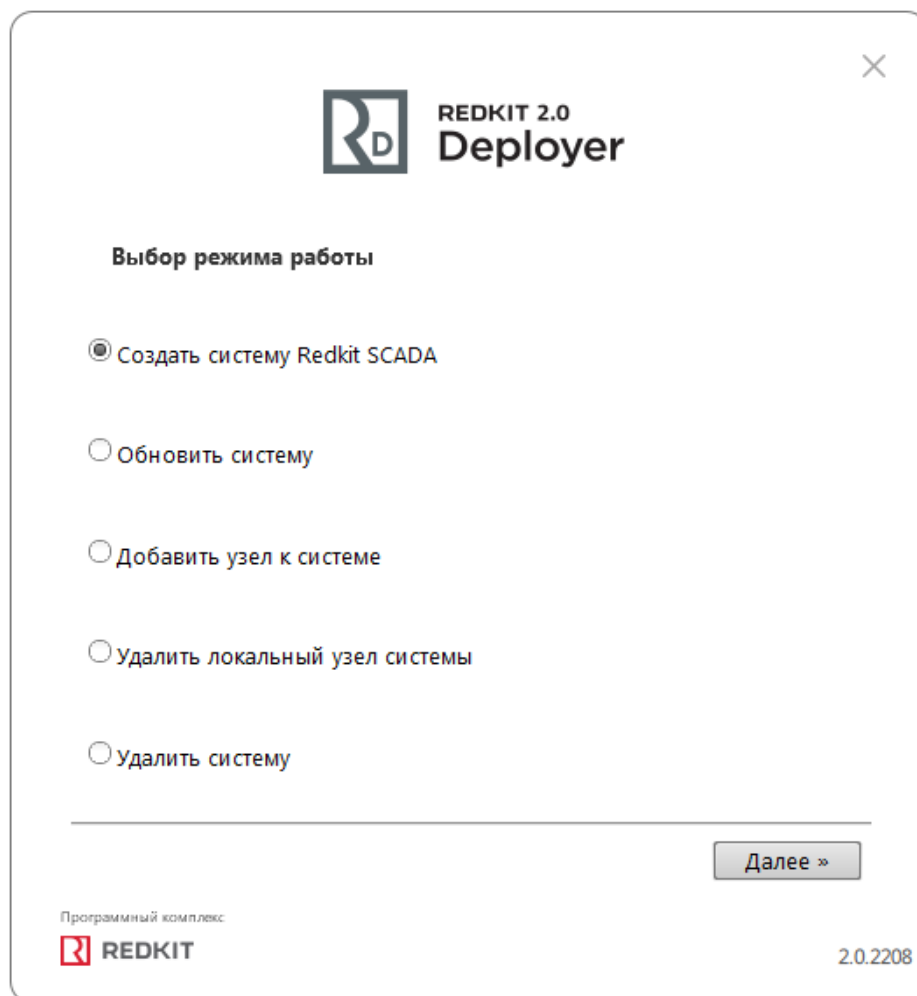 REDKIT 2.0
Deployer
Выбор режима работы
Создать систему Redkit SCADA
Обновить систему
Добавить узел к системе
Удалить локальный узел системы
Удалить систему
Далее »
Программный комплекс
REDKIT
2.0.2208